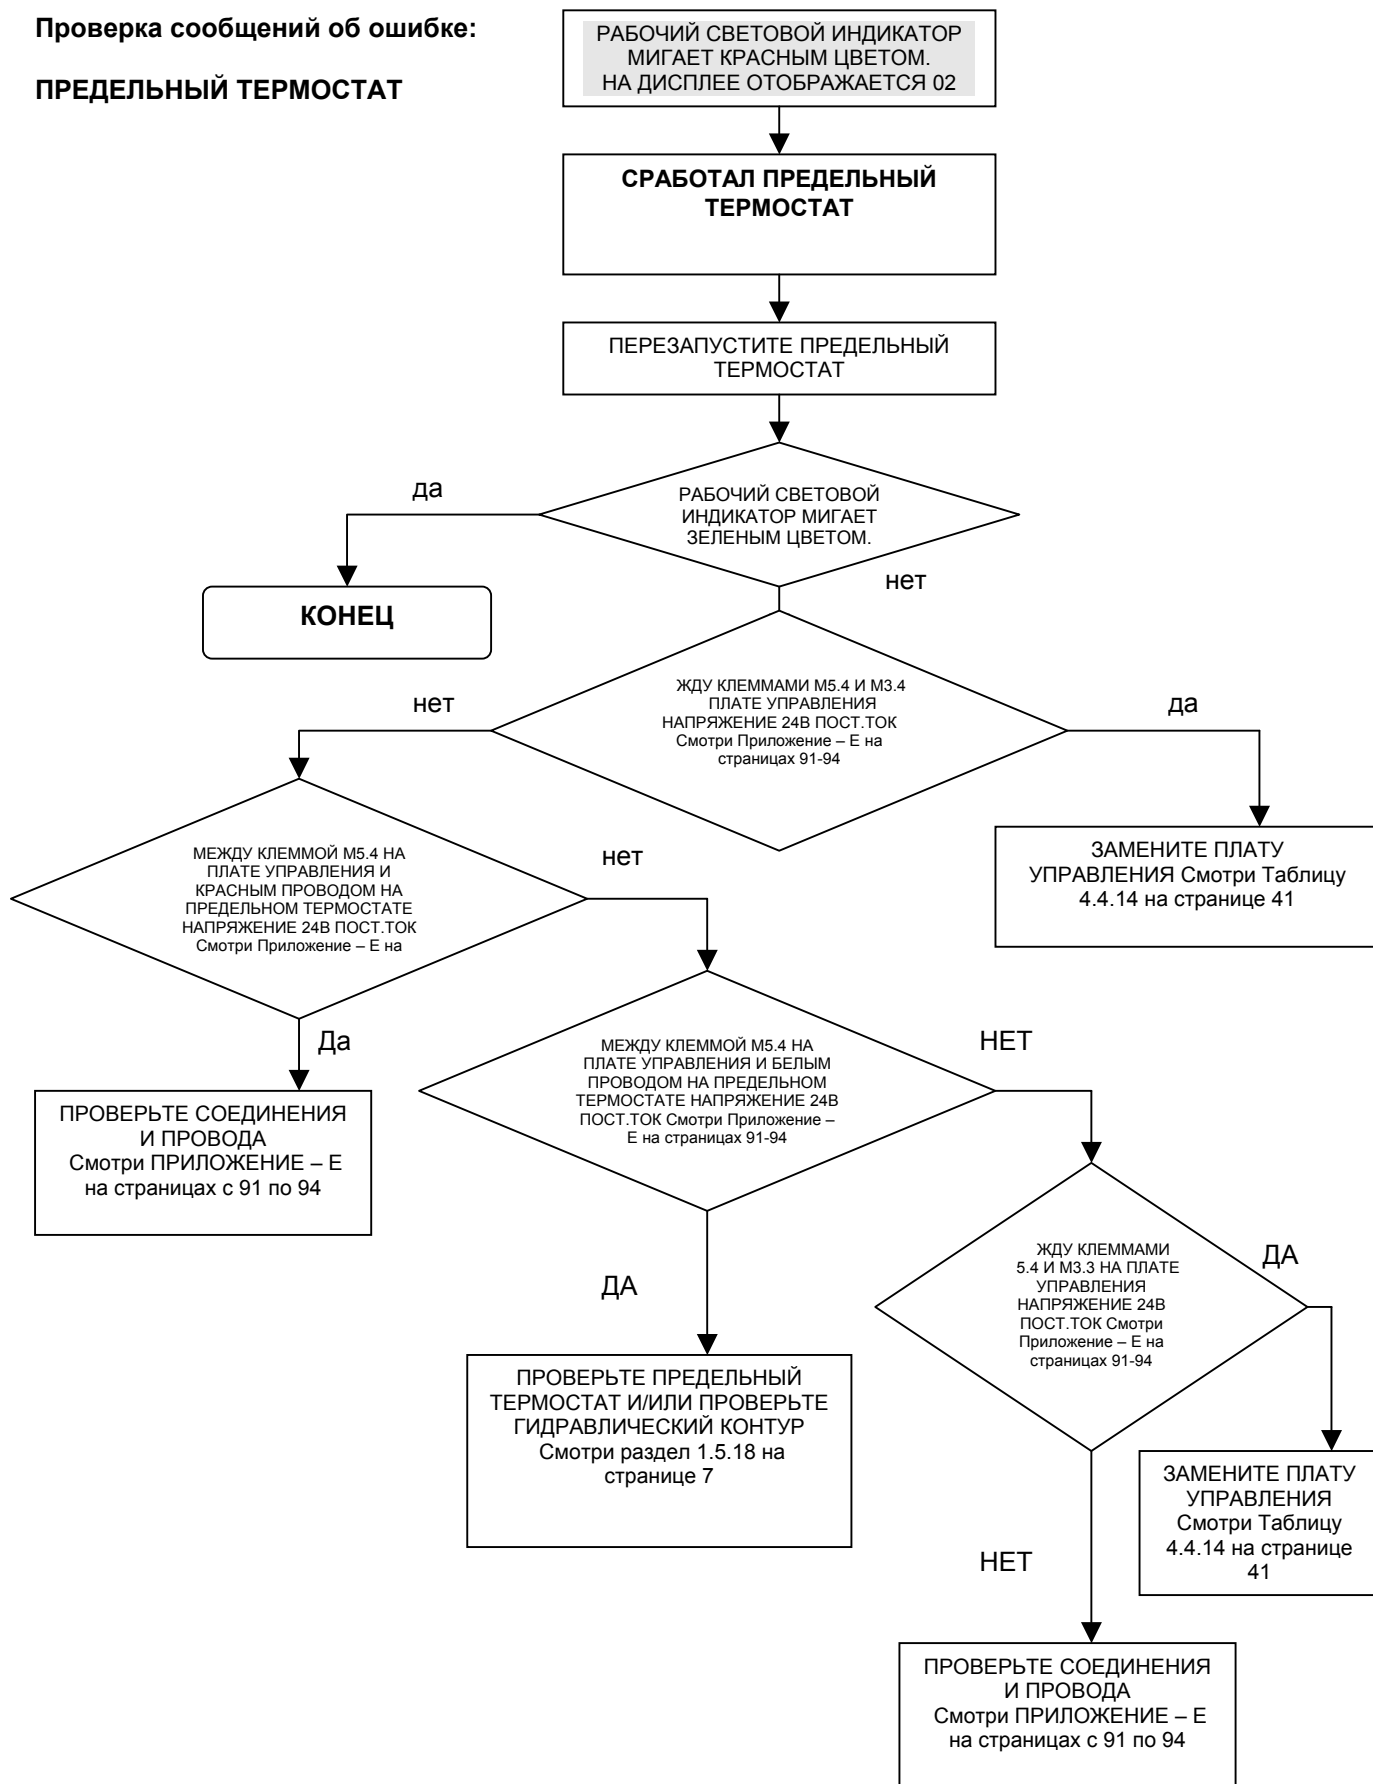 Проверка сообщений об ошибке:
ПРЕДЕЛЬНЫЙ ТЕРМОСТАТ
РАБОЧИЙ СВЕТОВОЙ ИНДИКАТОР
МИГАЕТ КРАСНЫМ ЦВЕТОМ.
НА ДИСПЛЕЕ ОТОБРАЖАЕТСЯ 02
СРАБОТАЛ ПРЕДЕЛЬНЫЙ
ТЕРМОСТАТ
ПЕРЕЗАПУСТИТЕ ПРЕДЕЛЬНЫЙ
ТЕРМОСТАТ
да
РАБОЧИЙ СВЕТОВОЙ
ИНДИКАТОР МИГАЕТ
ЗЕЛЕНЫМ ЦВЕТОМ.
нет
КОНЕЦ
нет
ЖДУ КЛЕММАМИ М5.4 И М3.4
ПЛАТЕ УПРАВЛЕНИЯ
НАПРЯЖЕНИЕ 24В ПОСТ.ТОК
Смотри Приложение – Е на
страницах 91-94
да
МЕЖДУ КЛЕММОЙ М5.4 НА
ПЛАТЕ УПРАВЛЕНИЯ И
КРАСНЫМ ПРОВОДОМ НА
ПРЕДЕЛЬНОМ ТЕРМОСТАТЕ
НАПРЯЖЕНИЕ 24В ПОСТ.ТОК
Смотри Приложение – Е на
нет
ЗАМЕНИТЕ ПЛАТУ
УПРАВЛЕНИЯ Смотри Таблицу
4.4.14 на странице 41
Да
МЕЖДУ КЛЕММОЙ М5.4 НА
ПЛАТЕ УПРАВЛЕНИЯ И БЕЛЫМ
ПРОВОДОМ НА ПРЕДЕЛЬНОМ
ТЕРМОСТАТЕ НАПРЯЖЕНИЕ 24В
ПОСТ.ТОК Смотри Приложение –
Е на страницах 91-94
НЕТ
ПРОВЕРЬТЕ СОЕДИНЕНИЯ
И ПРОВОДА
Смотри ПРИЛОЖЕНИЕ – Е
на страницах с 91 по 94
ДА
ЖДУ КЛЕММАМИ
5.4 И М3.3 НА ПЛАТЕ
УПРАВЛЕНИЯ
НАПРЯЖЕНИЕ 24В
ПОСТ.ТОК Смотри
Приложение – Е на
страницах 91-94
ДА
ПРОВЕРЬТЕ ПРЕДЕЛЬНЫЙ
ТЕРМОСТАТ И/ИЛИ ПРОВЕРЬТЕ
ГИДРАВЛИЧЕСКИЙ КОНТУР
Смотри раздел 1.5.18 на
странице 7
ЗАМЕНИТЕ ПЛАТУ
УПРАВЛЕНИЯ
Смотри Таблицу
4.4.14 на странице
41
НЕТ
ПРОВЕРЬТЕ СОЕДИНЕНИЯ
И ПРОВОДА
Смотри ПРИЛОЖЕНИЕ – Е
на страницах с 91 по 94